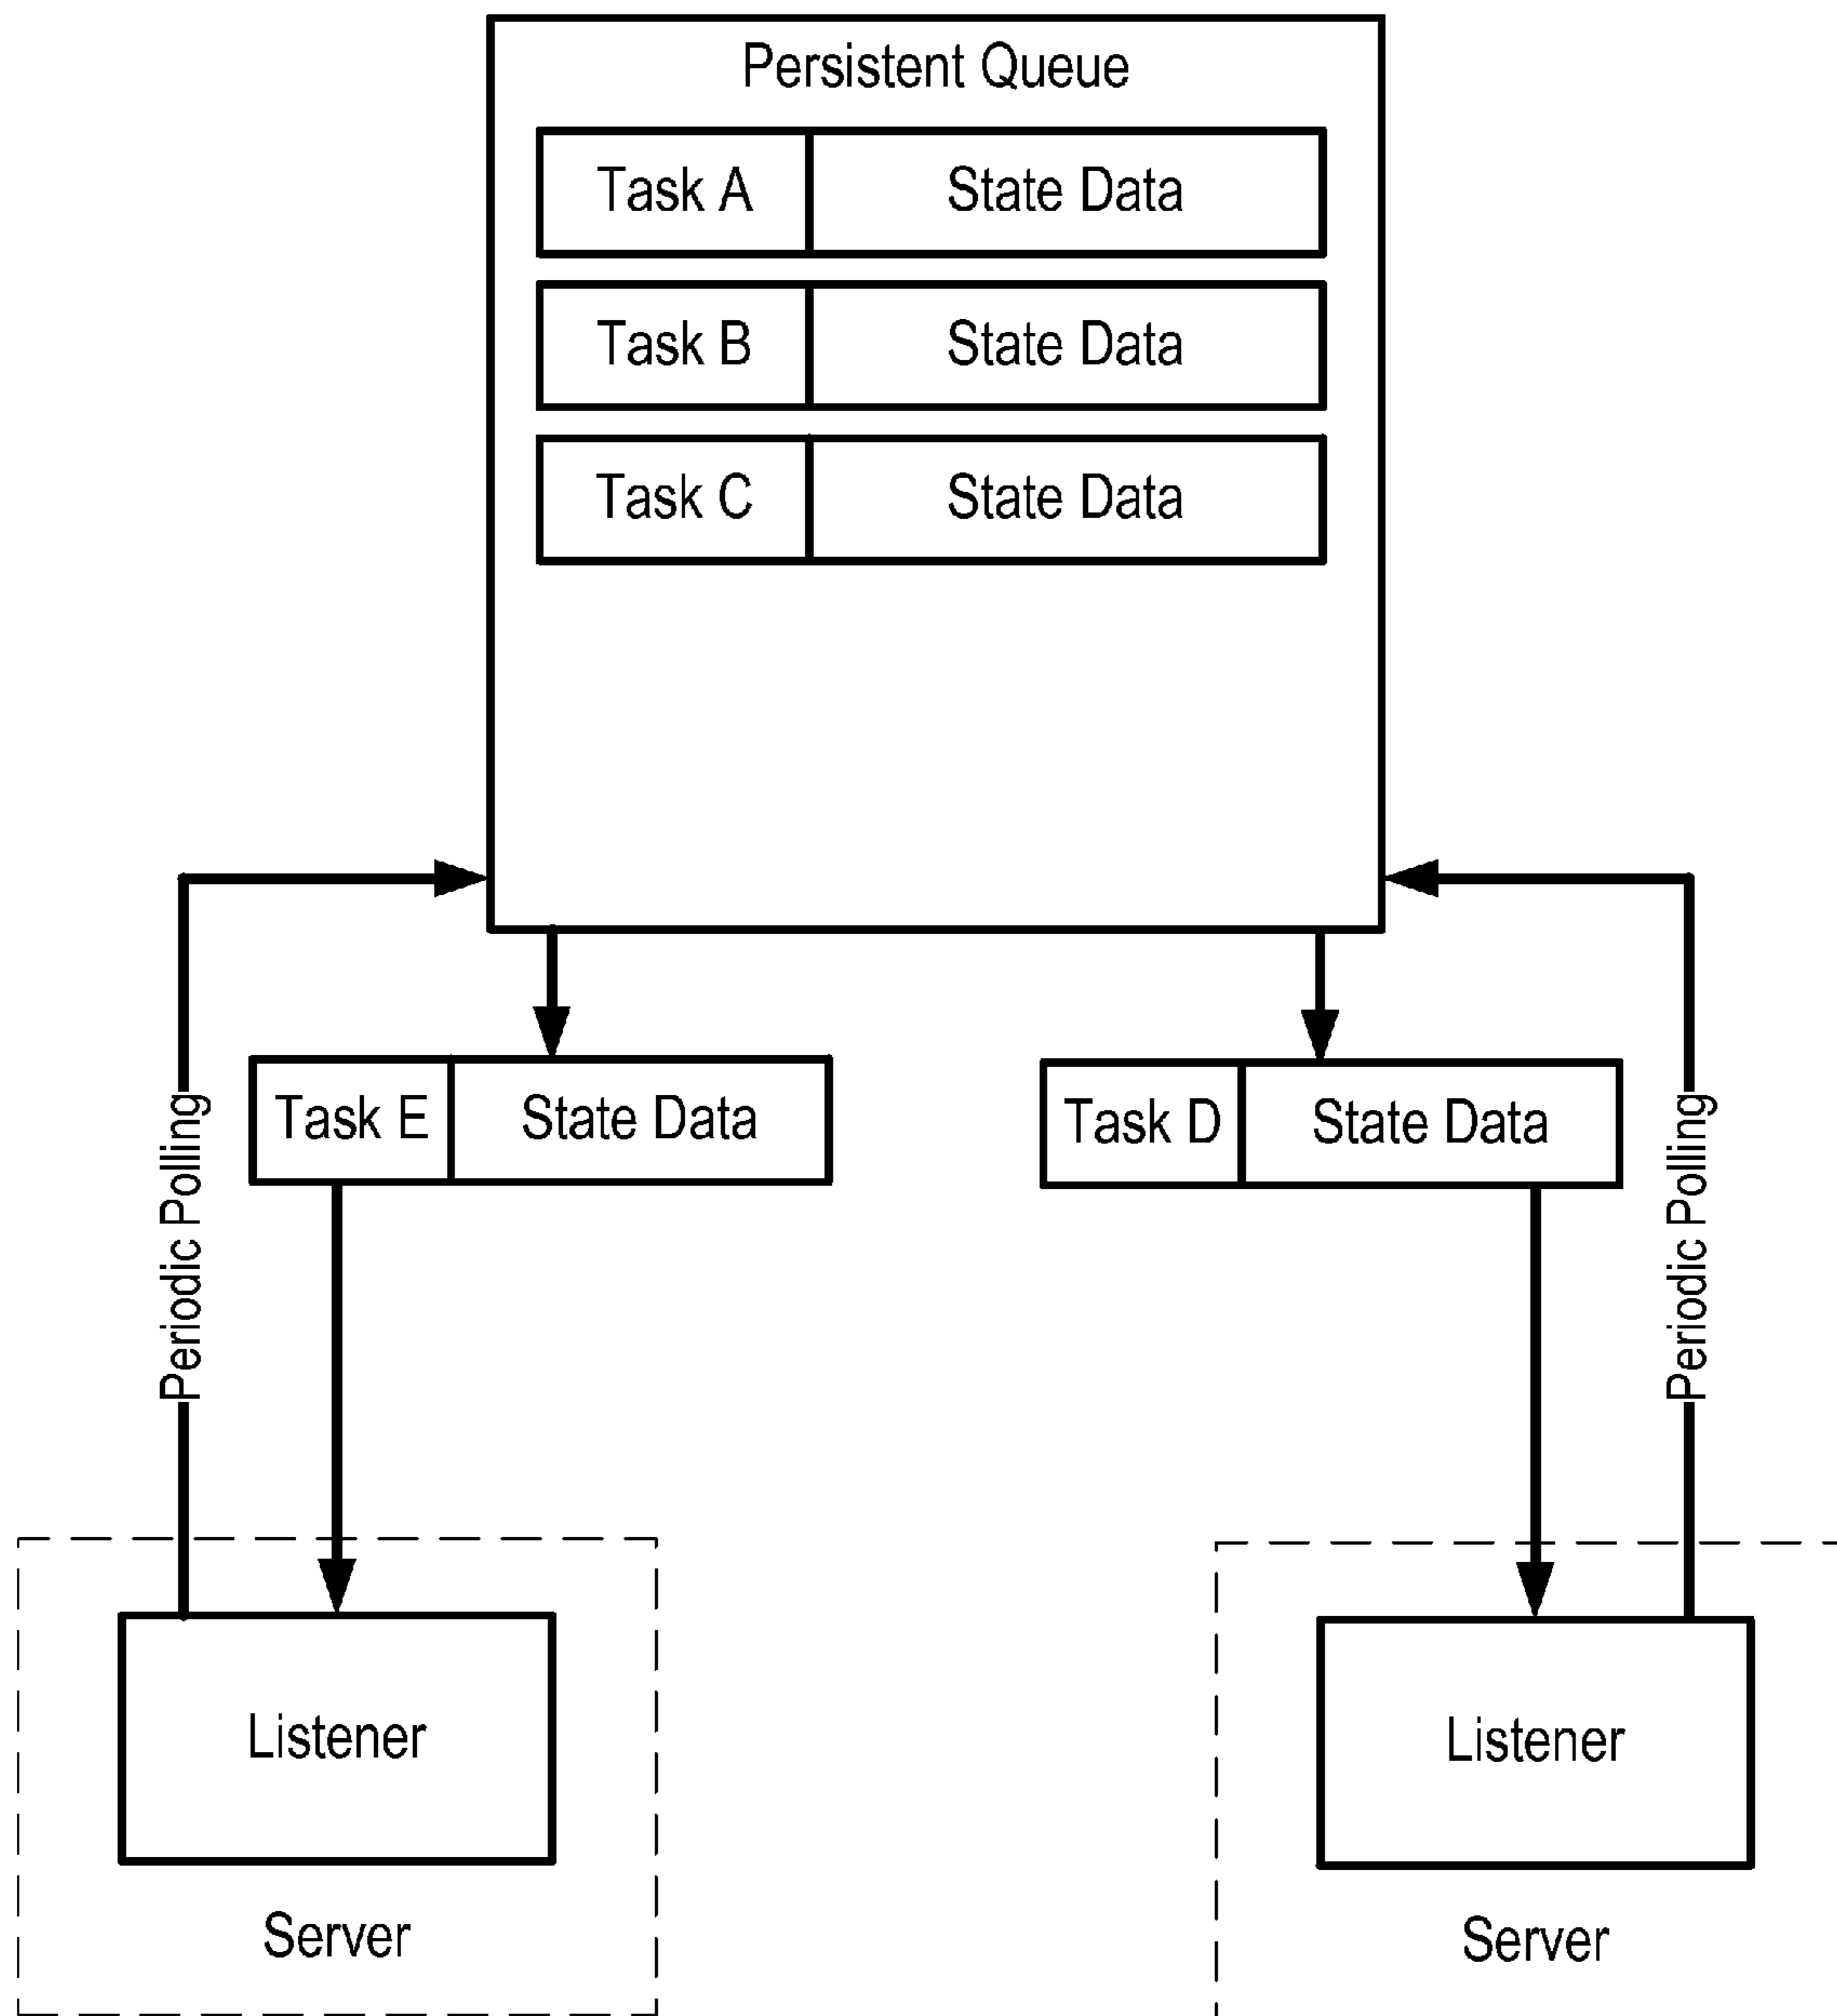 Persistent Queue
Task A State Data
Task B State Data
Task C State Data
Task E State Data
Task D State Data
Periodic Polling
Periodic Polling
Listener
Server
Listener
Server